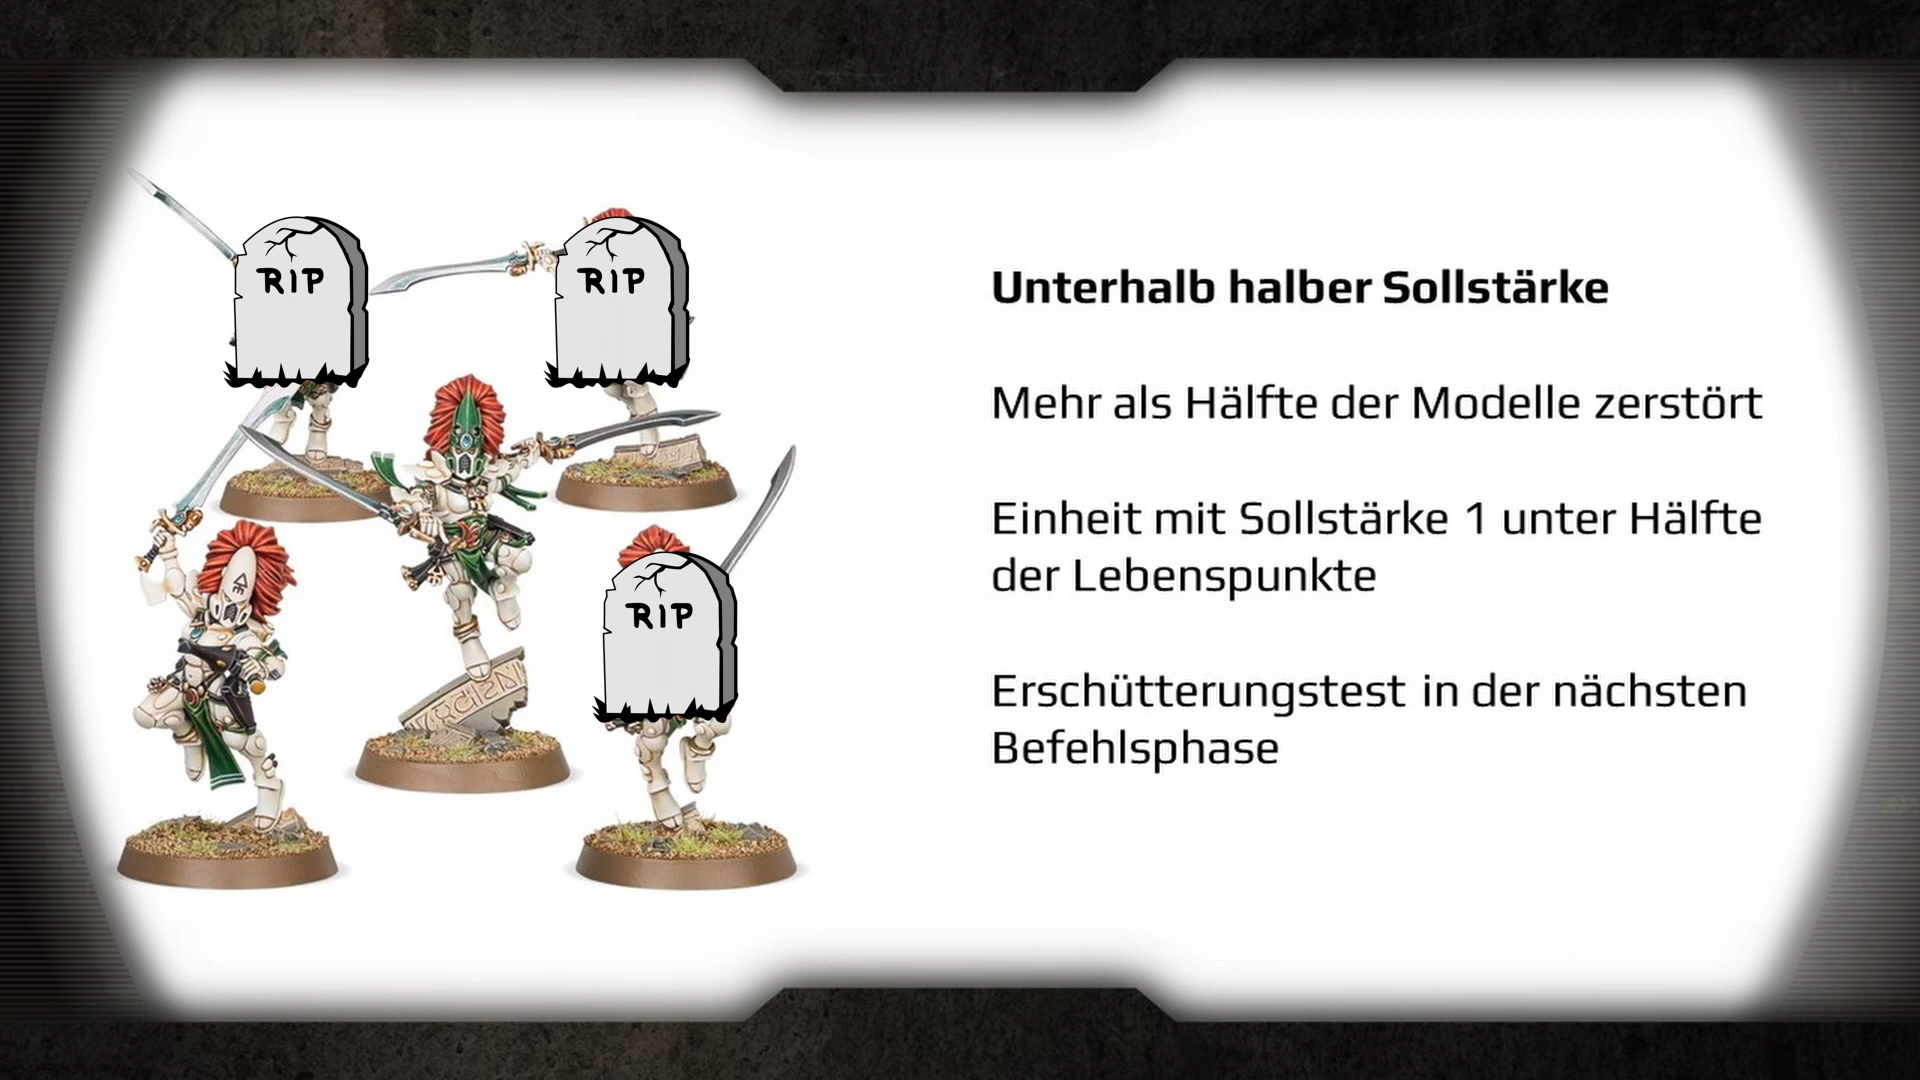 RIP
RIP
RIP
Unterhalb halber Sollstärke
Mehr als Hälfte der Modelle zerstört
Einheit mit Sollstärke 1 unter Hälfte
der Lebenspunkte
Erschütterungstest in der nächsten
Befehlsphase